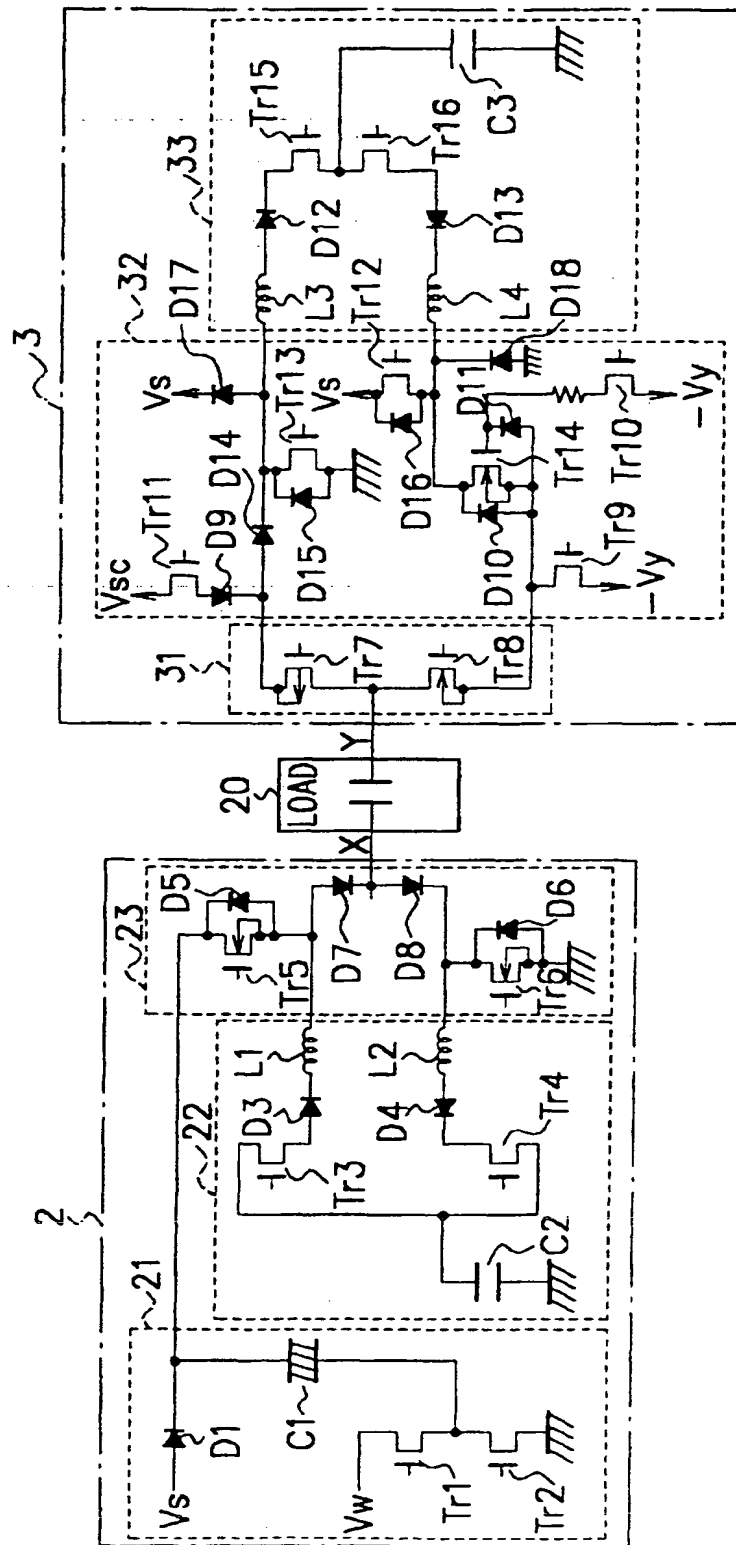 2
21
Vs
D1
C1
Vw
Tr1
Tr2
22
Tr3
D3
L1
C2
Tr4
D4
L2
23
D5
Tr5
D7
D8
D6
Tr6
X
20
LOAD
Y
3
31
Tr7
Tr8
32
Vsc
Tr11
D9
D14
Vs
D17
Tr13
D15
Vs
Tr12
D16
D18
D11
Tr14
D10
Tr10
-Vy
Tr9
-Vy
33
L3
D12
Tr15
Tr16
C3
L4
D13